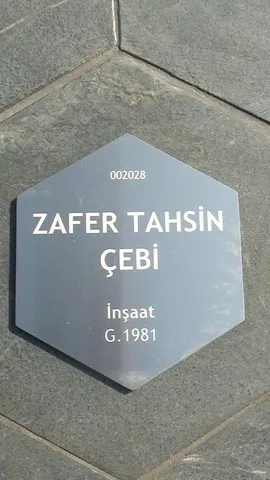 002028
ZAFER TAHSİN
ÇEBİ
İnşaat
G.1981